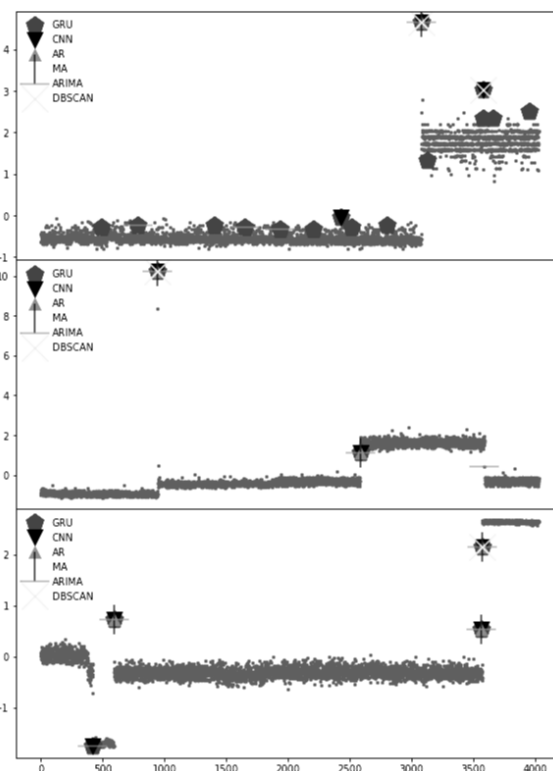 GRU
CNN
AR
MA
ARIMA
DBSCAN
4
3
2
1
0
-1
GRU
CNN
AR
MA
ARIMA
DBSCAN
10
8
6
4
2
0
GRU
CNN
AR
MA
ARIMA
DBSCAN
2
1
0
-1
0 500 1000 1500 2000 2500 3000 3500 4000